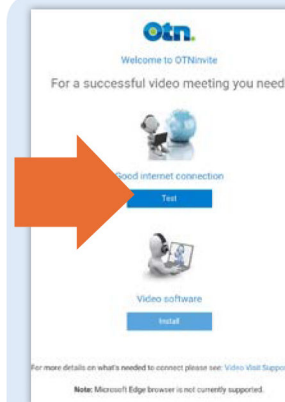 otn.
Welcome to OTNinvite
For a successful video meeting you need
Good internet connection
Test
Video software
Install
For more details on what's needed to connect please see: Video Visit Suppo
Note: Microsoft Edge browser is not currently supported.